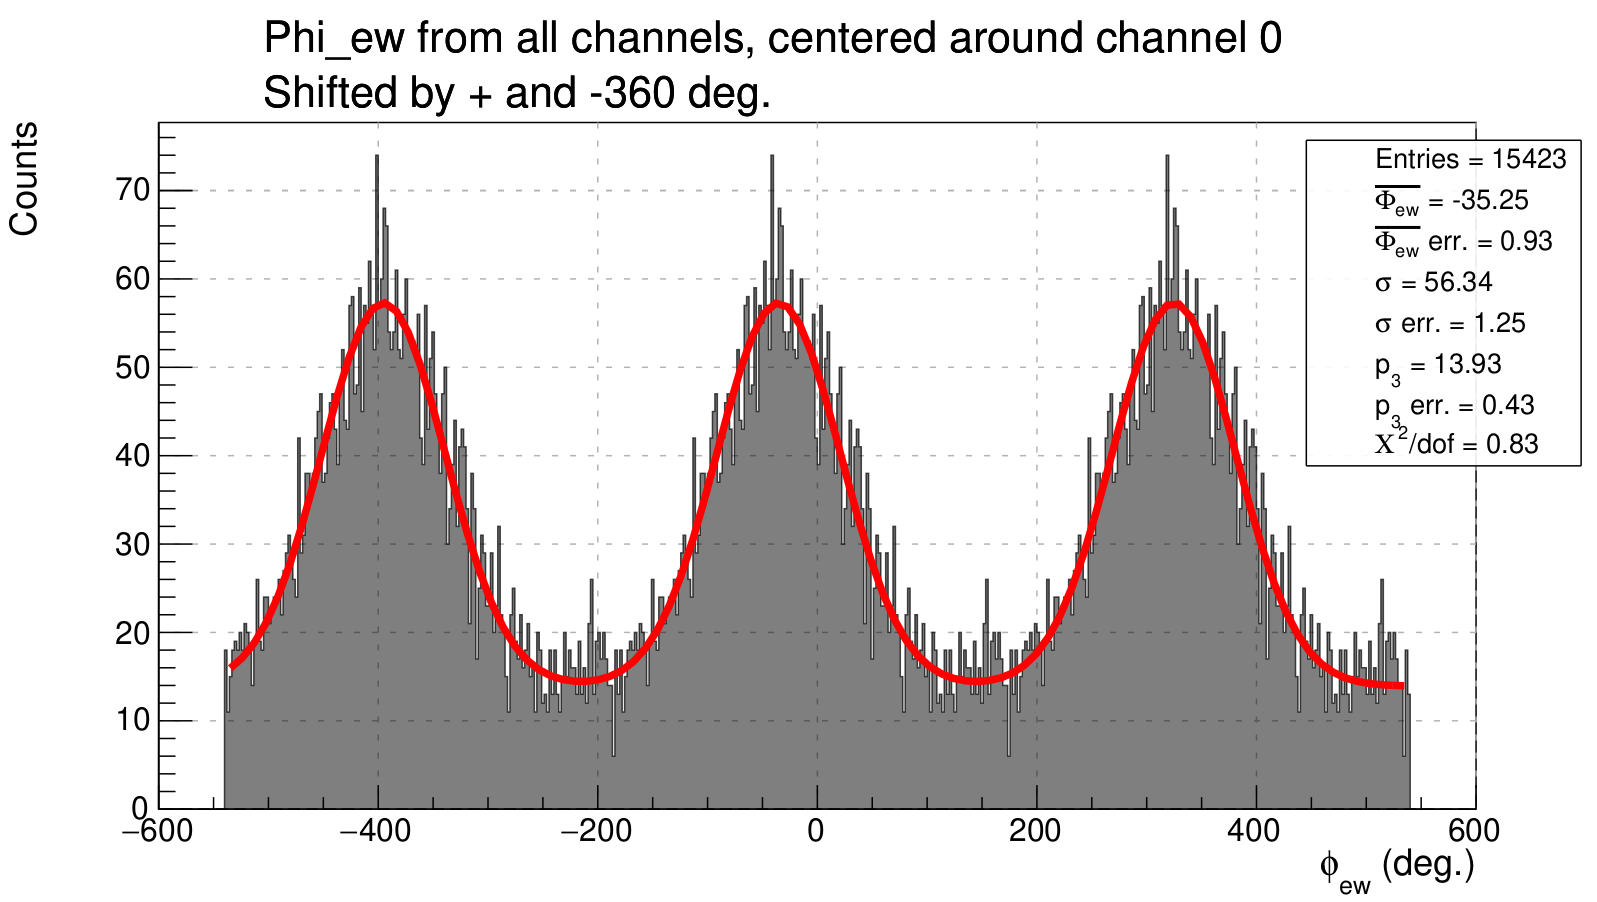 Phi_ew from all channels, centered around channel 0
Shifted by + and -360 deg.
Counts
70
60
50
40
30
20
10
0
−600
−400
−200
0
200
400
600
ϕew (deg.)
Entries = 15423
Φ̅ew = -35.25
Φ̅ew err. = 0.93
σ = 56.34
σ err. = 1.25
p3 = 13.93
p3 err. = 0.43
Χ2/dof = 0.83